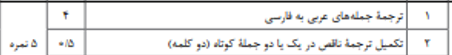 ۱ ترجمهٔ جمله‌های عربی به فارسی ۴
۲ تکمیل ترجمهٔ ناقص در یک یا دو جملهٔ کوتاه (دو کلمه) ۰/۵ ۵ نمره